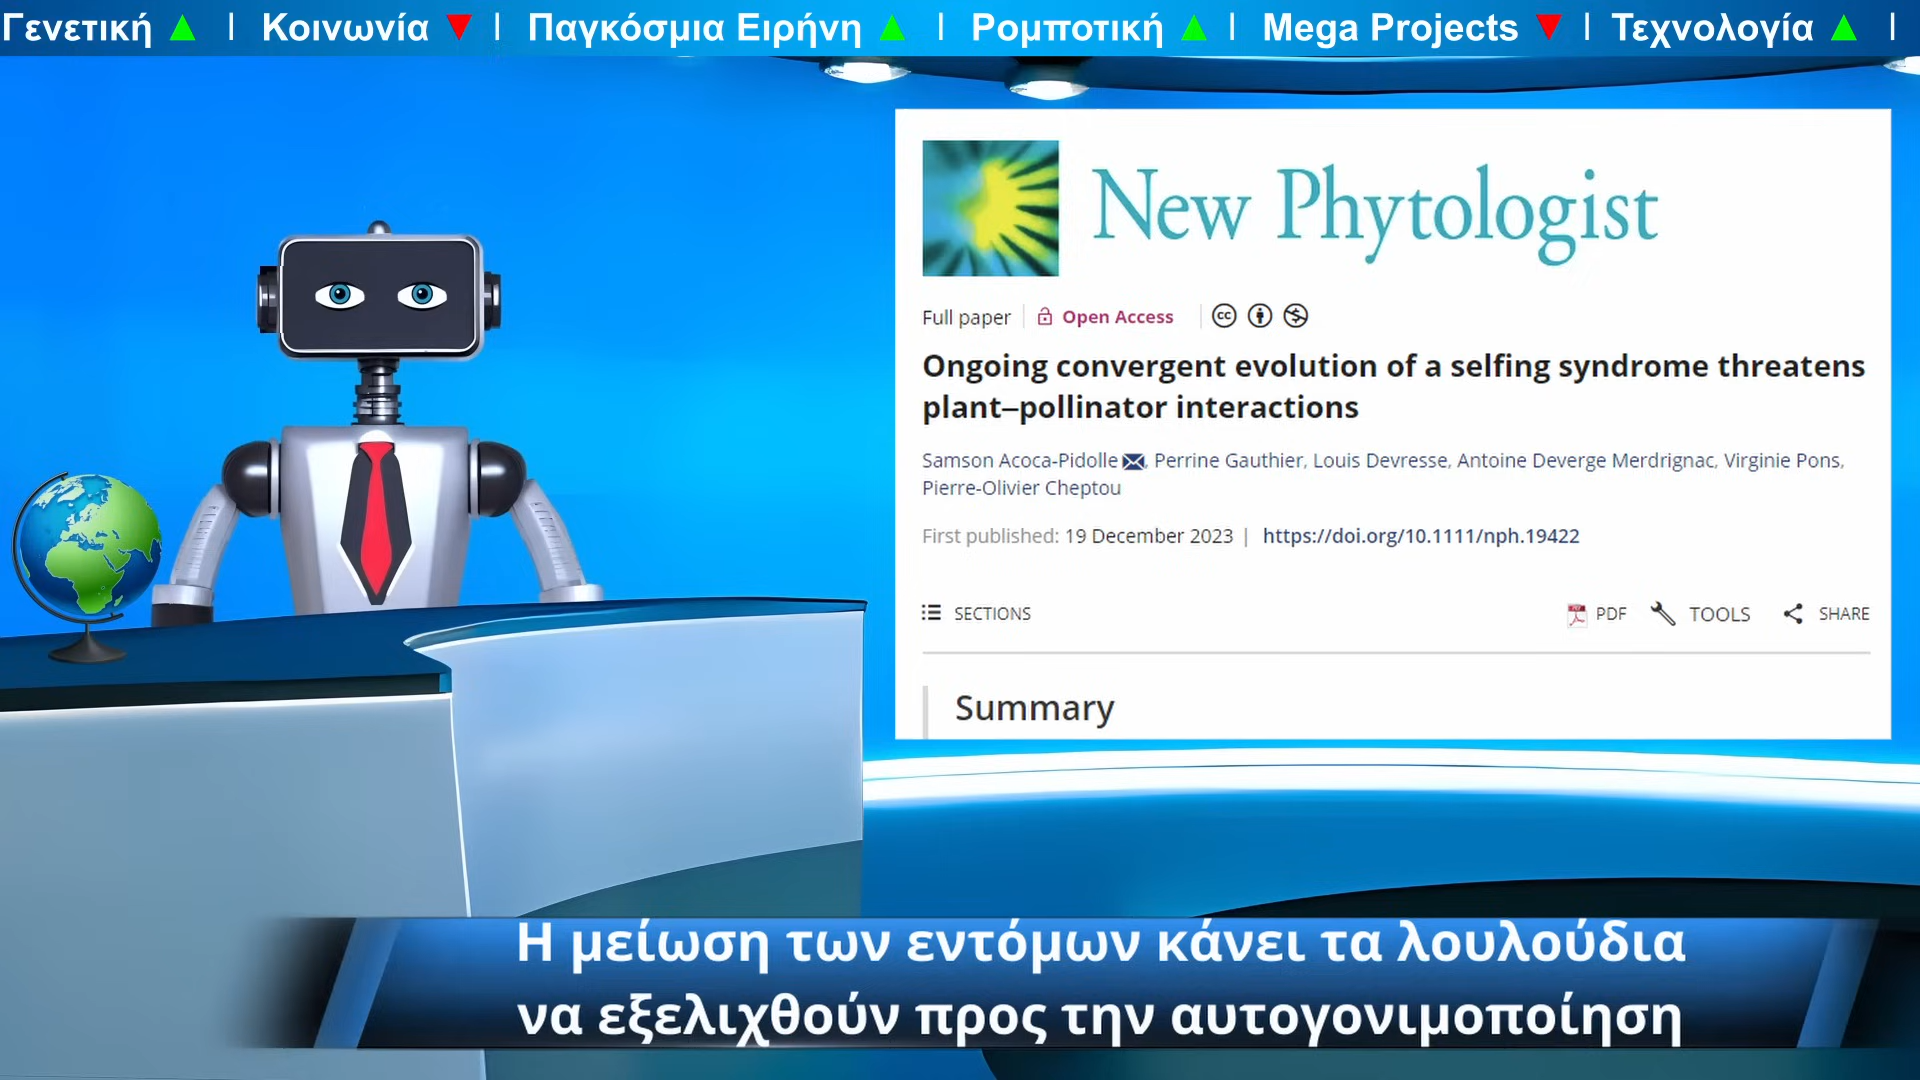 Γενετική ▲ | Κοινωνία ▼ | Παγκόσμια Ειρήνη ▲ | Ρομποτική ▲ | Mega Projects ▼ | Τεχνολογία ▲ |
New Phytologist
Full paper | Open Access
Ongoing convergent evolution of a selfing syndrome threatens
plant–pollinator interactions
Samson Acoca-Pidolle, Perrine Gauthier, Louis Devresse, Antoine Deverge Merdrignac, Virginie Pons,
Pierre-Olivier Cheptou
First published: 19 December 2023 | https://doi.org/10.1111/nph.19422
SECTIONS PDF TOOLS SHARE
Summary
Η μείωση των εντόμων κάνει τα λουλούδια
να εξελιχθούν προς την αυτογονιμοποίηση